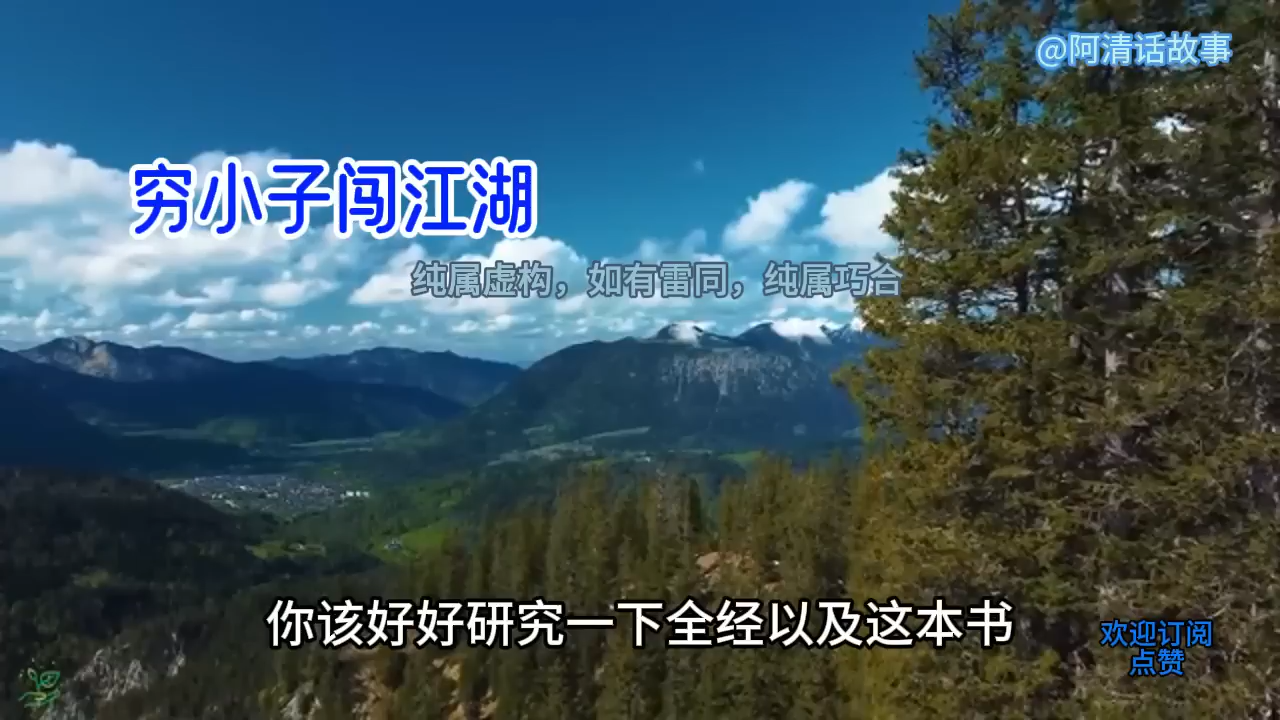 @阿清话故事
穷小子闯江湖
纯属虚构，如有雷同，纯属巧合
你该好好研究一下全经以及这本书
欢迎订阅
点赞